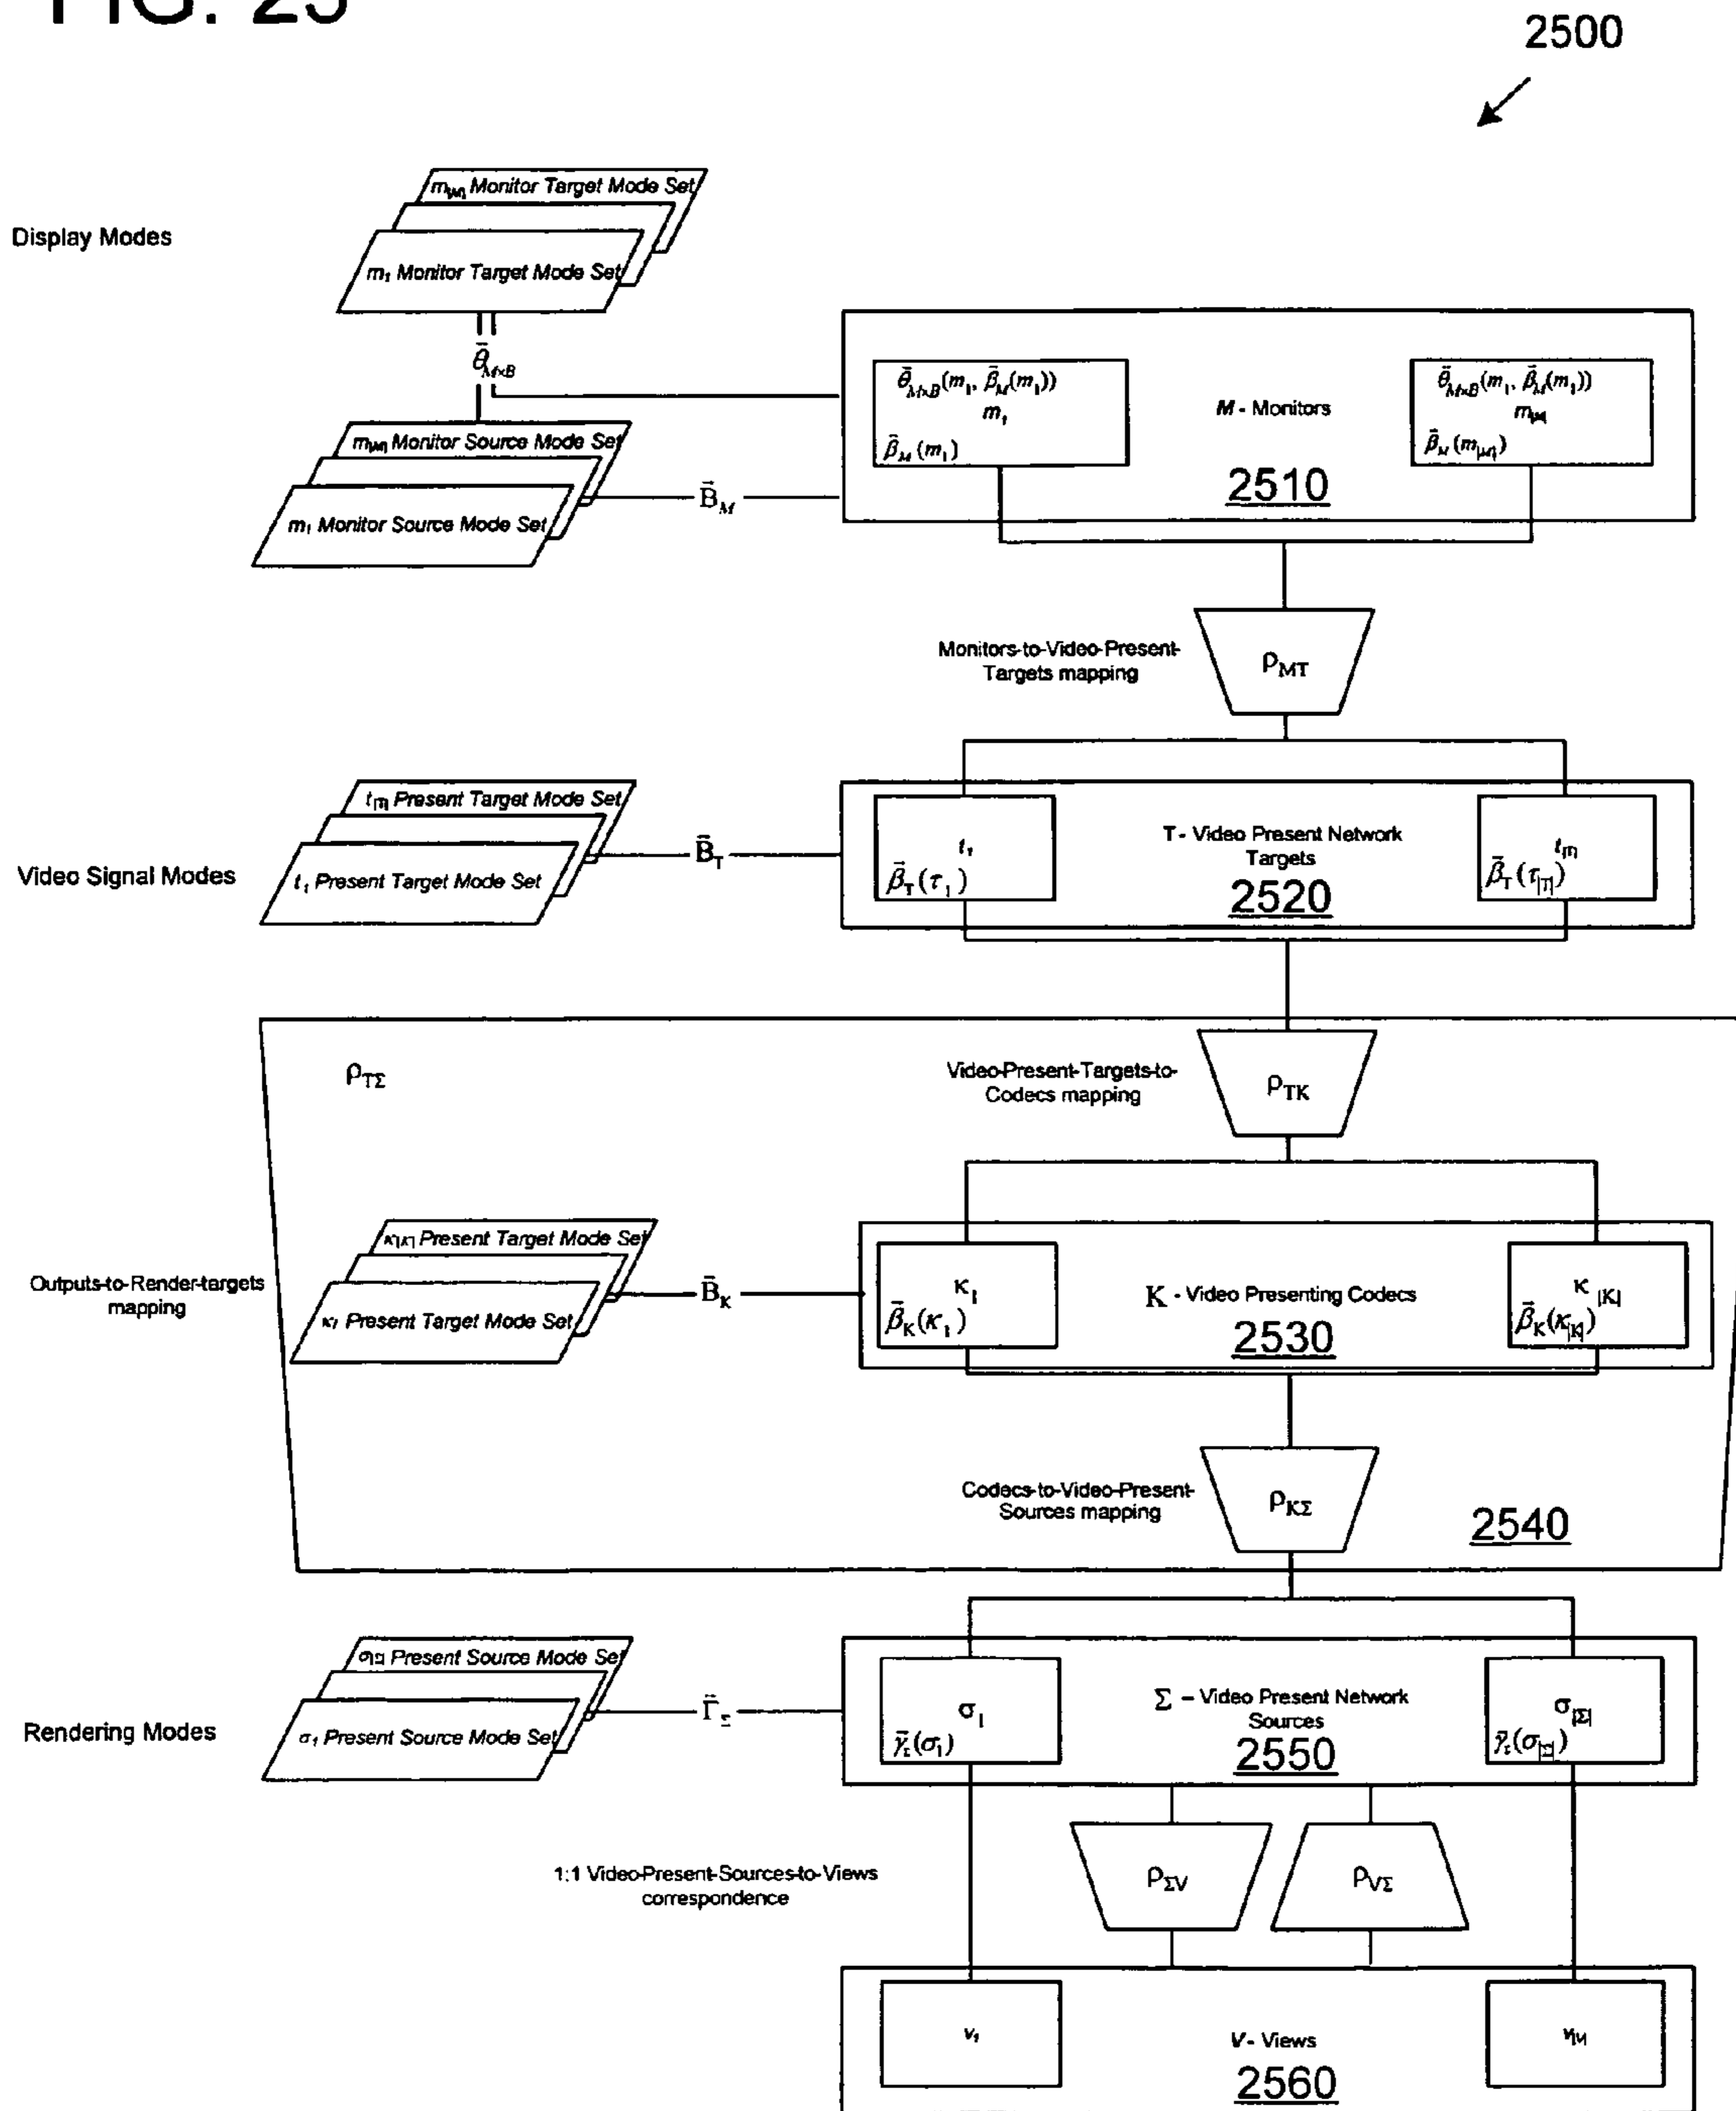 FIG. 25
2500
m|M| Monitor Target Mode Set
Display Modes
m1 Monitor Target Mode Set
θ̄M×B
m|M| Monitor Source Mode Set
m1 Monitor Source Mode Set
B̄M
θ̄M×B(m1, β̄M(m1))
m1
β̄M(m1)
M - Monitors
2510
θ̄M×B(m1, β̄M(m1))
m|M|
β̄M(m|M|)
Monitors-to-Video-Present-
Targets mapping
ρMT
t|T| Present Target Mode Set
Video Signal Modes
t1 Present Target Mode Set
B̄T
t1
β̄T(τ1)
T - Video Present Network
Targets
2520
t|T|
β̄T(τ|T|)
ρTΣ
Video-Present-Targets-to-
Codecs mapping
ρTK
κ|K| Present Target Mode Set
Outputs-to-Render-targets
mapping
κ1 Present Target Mode Set
B̄K
κ1
β̄K(κ1)
K - Video Presenting Codecs
2530
κ|K|
β̄K(κ|K|)
Codecs-to-Video-Present-
Sources mapping
ρKΣ
2540
σ|Σ| Present Source Mode Set
Rendering Modes
σ1 Present Source Mode Set
Γ̄Σ
σ1
γ̄Σ(σ1)
Σ – Video Present Network
Sources
2550
σ|Σ|
γ̄Σ(σ|Σ|)
1:1 Video-Present-Sources-to-Views
correspondence
ρΣV
ρVΣ
v1
V - Views
2560
v|V|